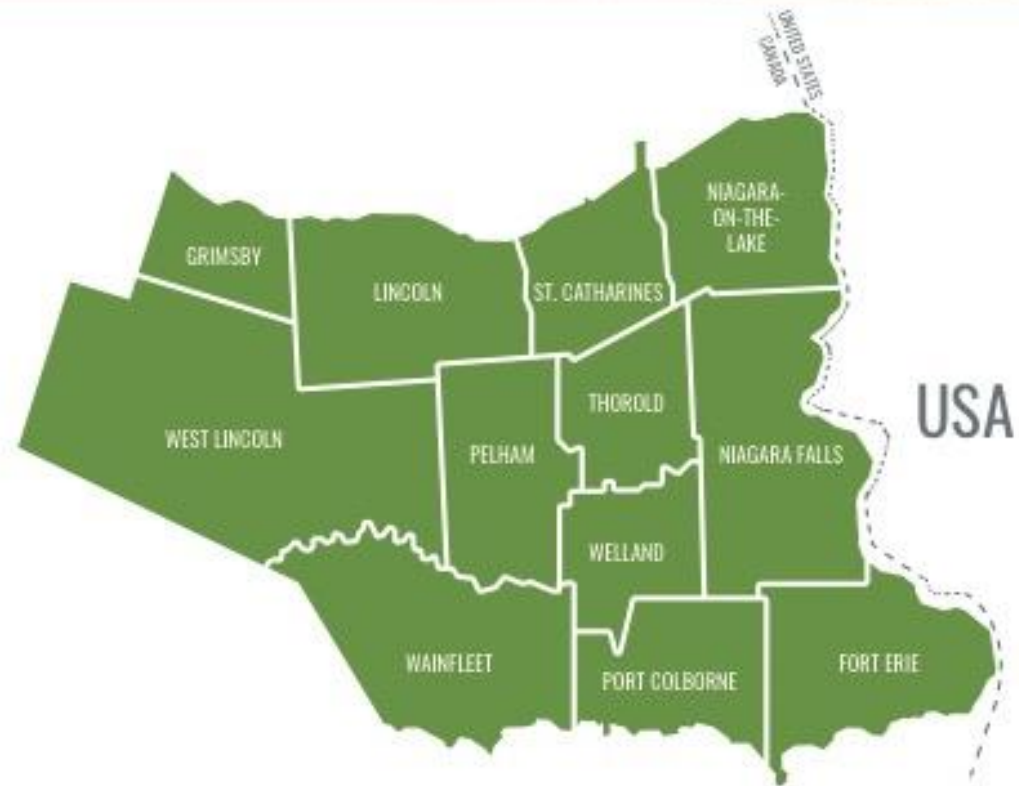 UNITED STATES
CANADA
NIAGARA-
ON-THE-
LAKE
GRIMSBY
LINCOLN
ST. CATHARINES
USA
THOROLD
WEST LINCOLN
PELHAM
NIAGARA FALLS
WELLAND
WAINFLEET
FORT ERIE
PORT COLBORNE